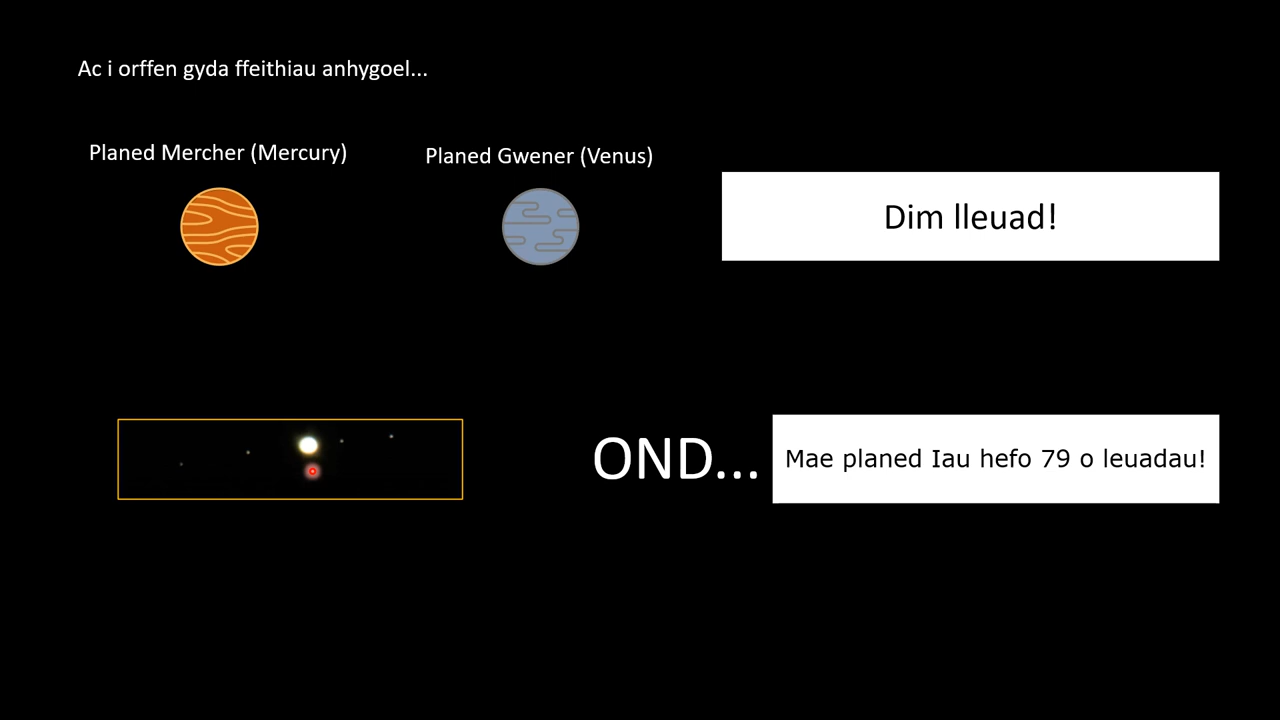 Ac i orffen gyda ffeithiau anhygoel...
Planed Mercher (Mercury)
Planed Gwener (Venus)
Dim lleuad!
OND...
Mae planed Iau hefo 79 o leuadau!